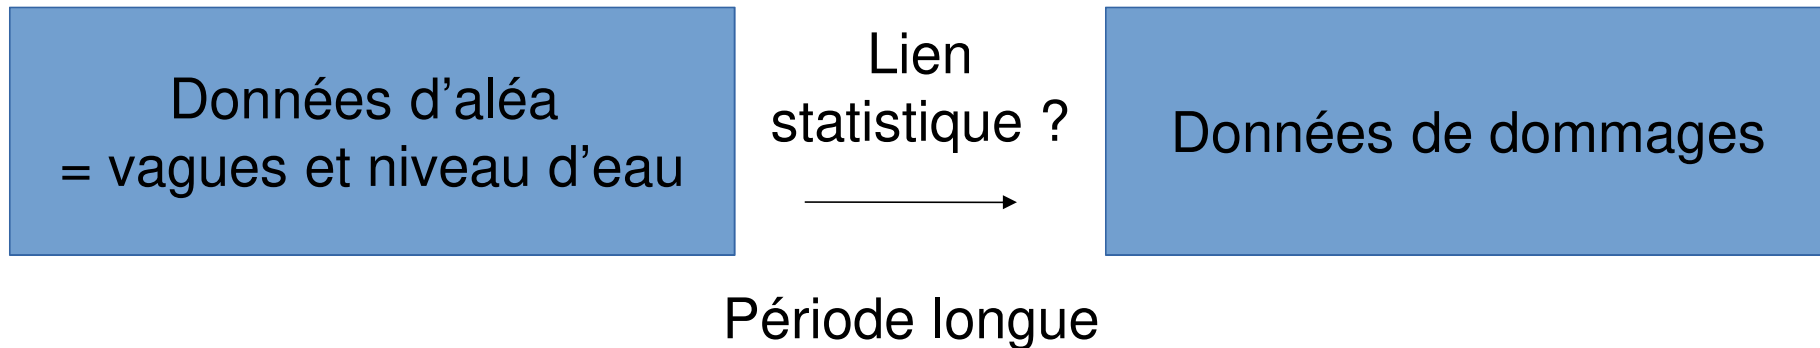 Données d’aléa
= vagues et niveau d’eau
Lien
statistique ?
Données de dommages
Période longue